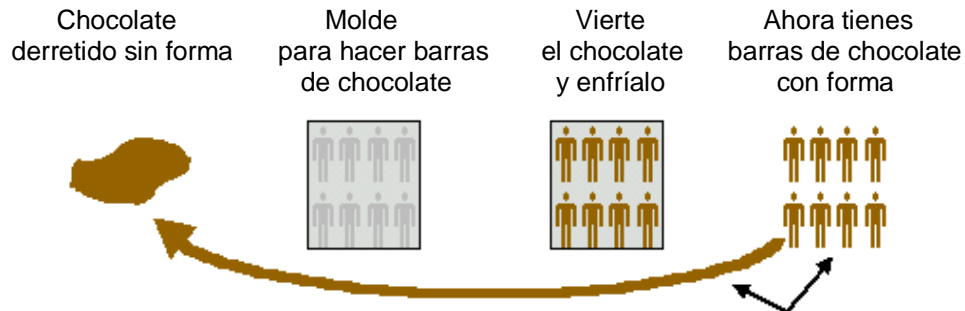 Chocolate
derretido sin forma
Molde
para hacer barras
de chocolate
Vierte
el chocolate
y enfríalo
Ahora tienes
barras de chocolate
con forma